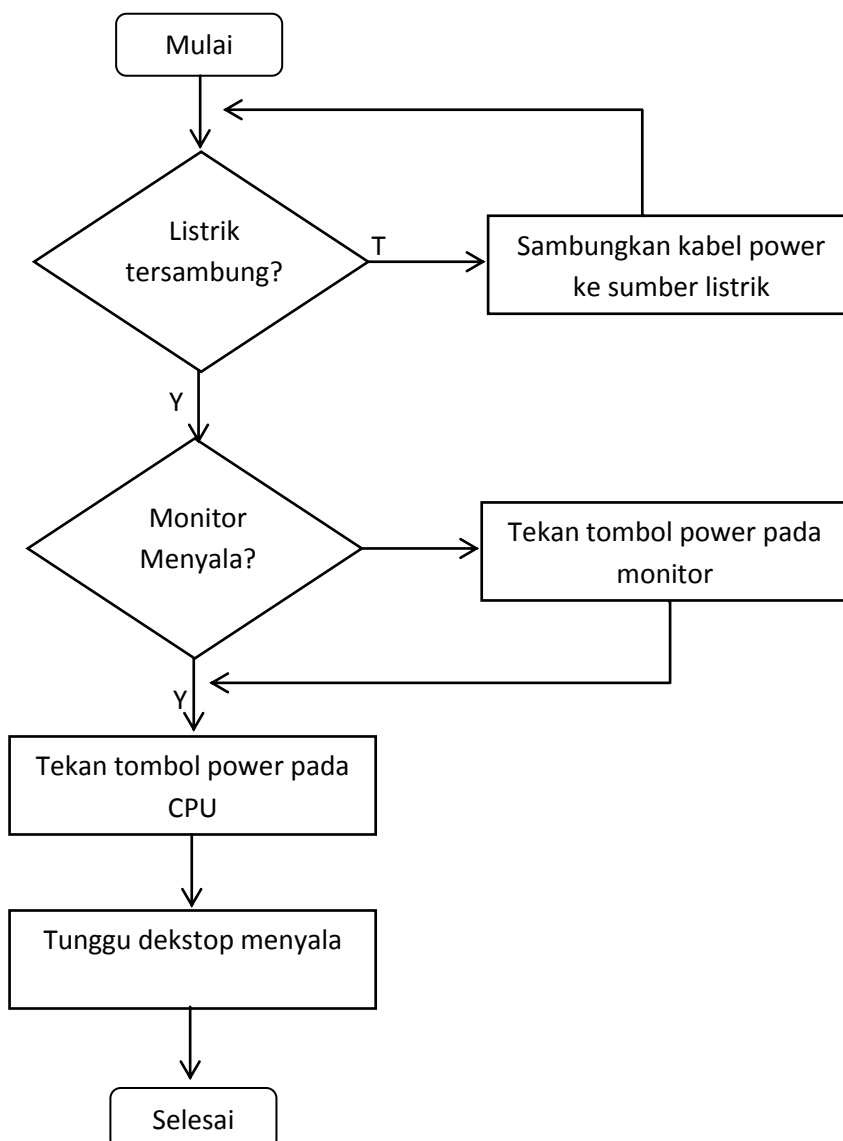 Mulai
Listrik
tersambung?
T
Sambungkan kabel power
ke sumber listrik
Y
Monitor
Menyala?
Tekan tombol power pada
monitor
Y
Tekan tombol power pada
CPU
Tunggu dekstop menyala
Selesai